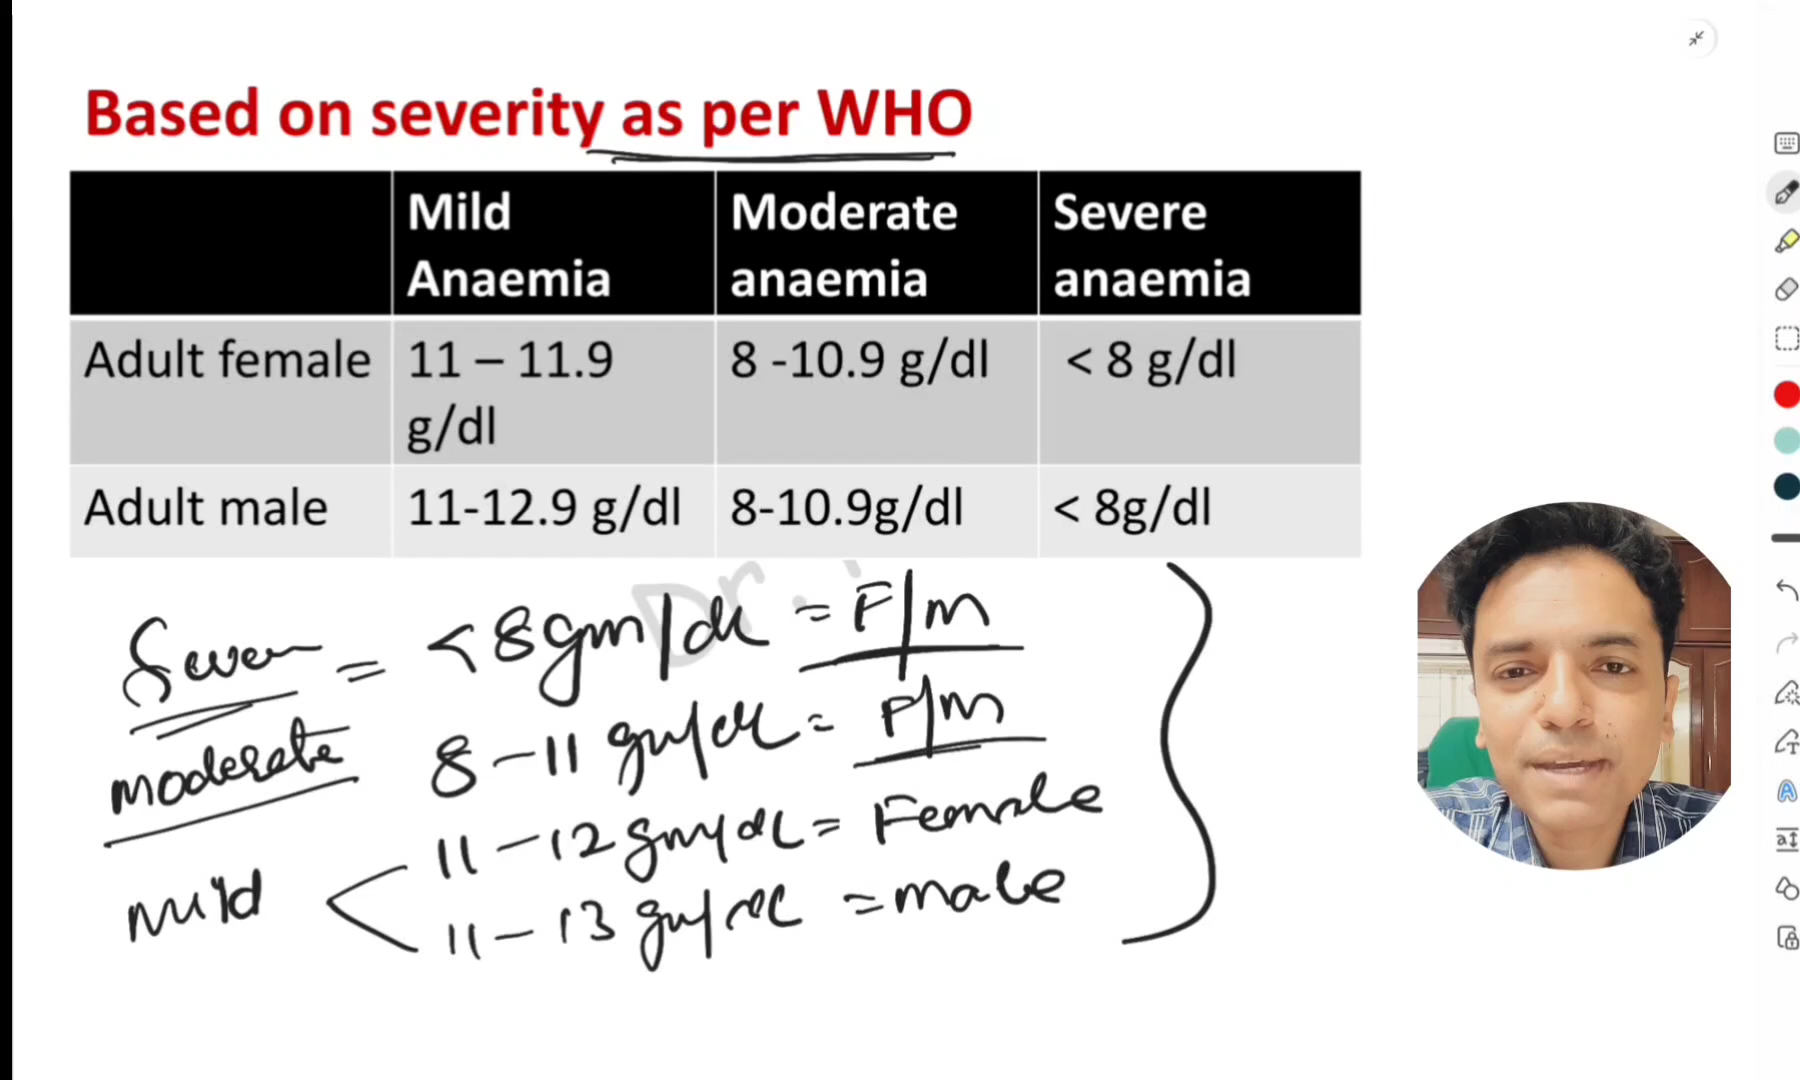 Based on severity as per WHO
Mild Anaemia Moderate anaemia Severe anaemia
Adult female 11 – 11.9 g/dl 8 -10.9 g/dl < 8 g/dl
Adult male 11-12.9 g/dl 8-10.9g/dl < 8g/dl
Dr.
= <8gm/dl = F/m
moderate 8-11 gm/dl = F/m
mild 11-12 gm/dl = Female
11-13 gm/dl = male